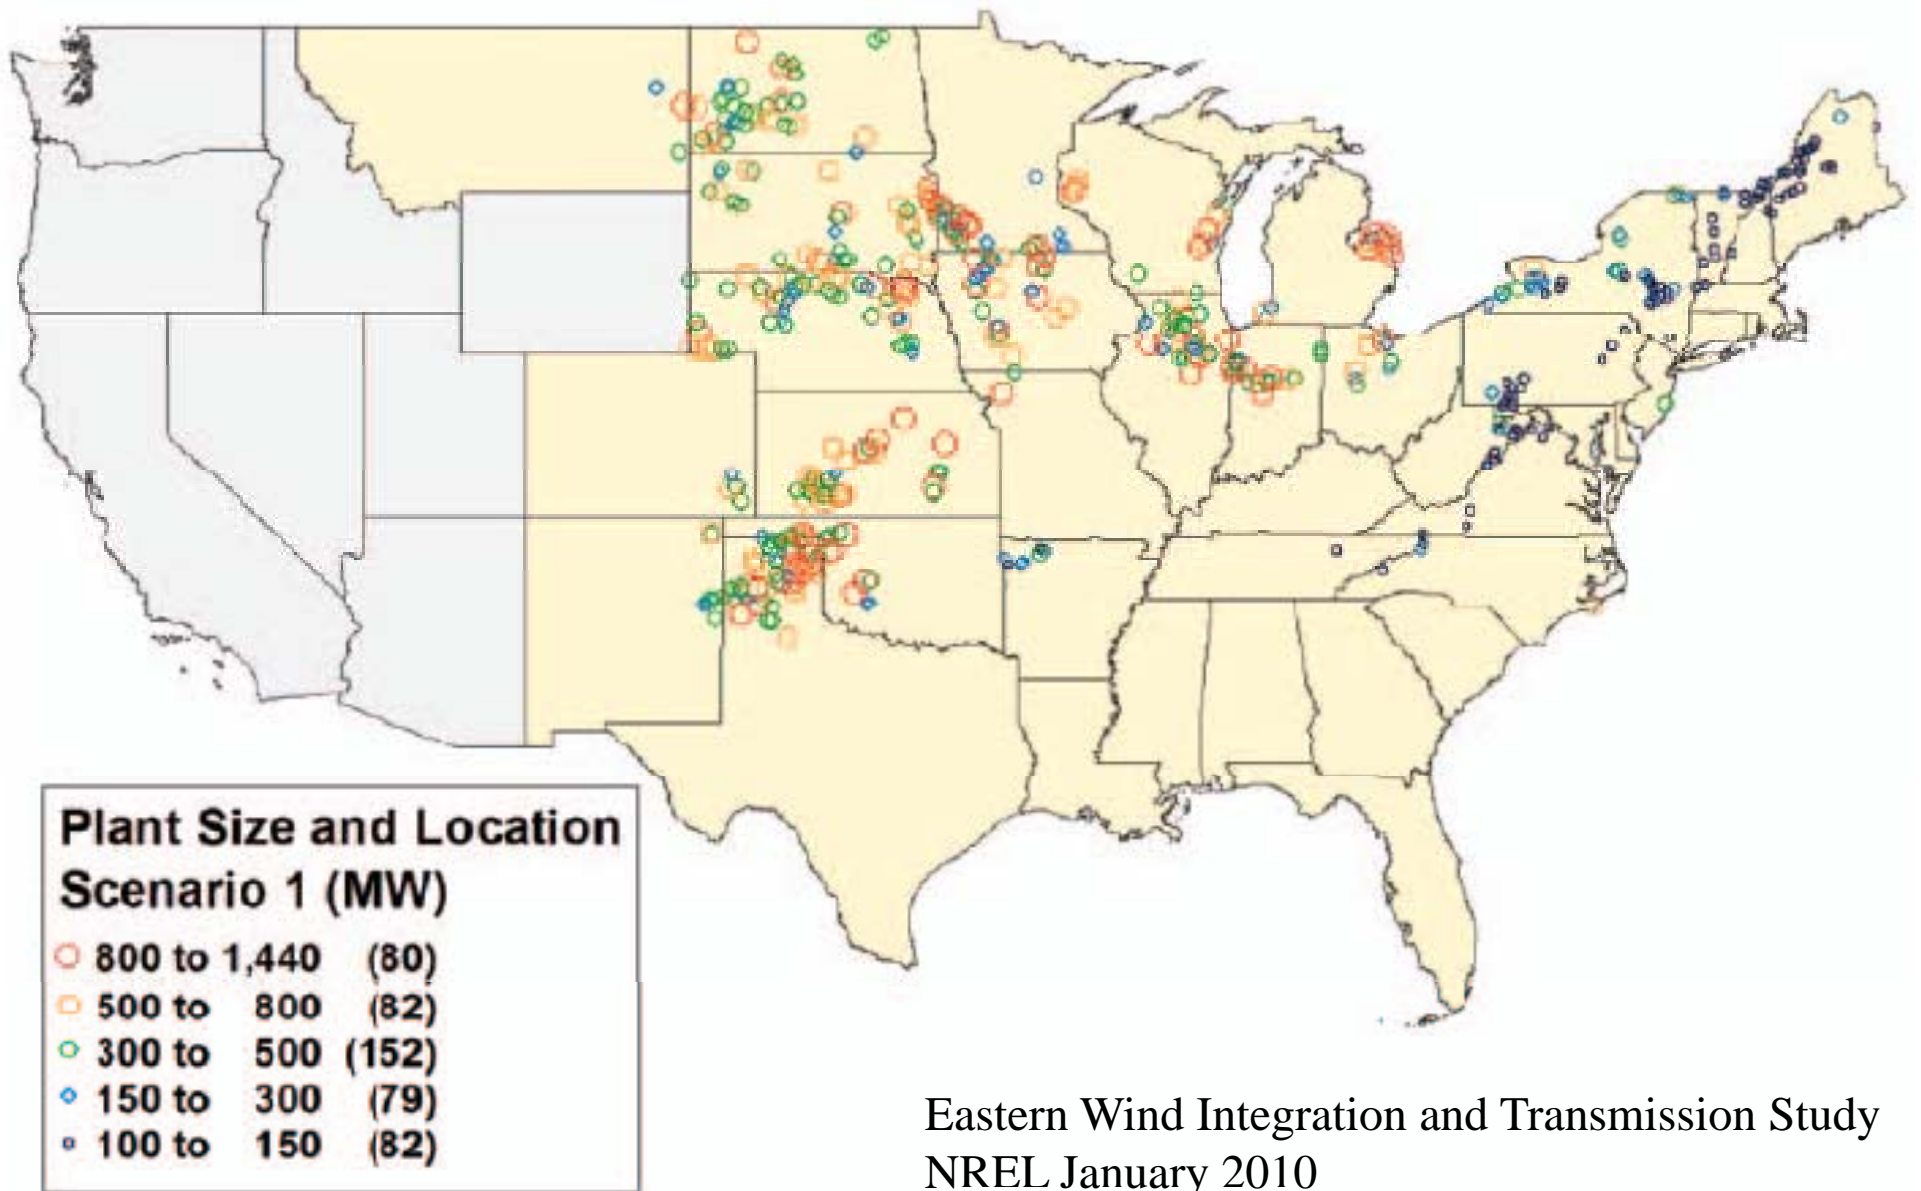 Plant Size and Location
Scenario 1 (MW)
800 to 1,440 (80)
500 to 800 (82)
300 to 500 (152)
150 to 300 (79)
100 to 150 (82)
Eastern Wind Integration and Transmission Study
NREL January 2010